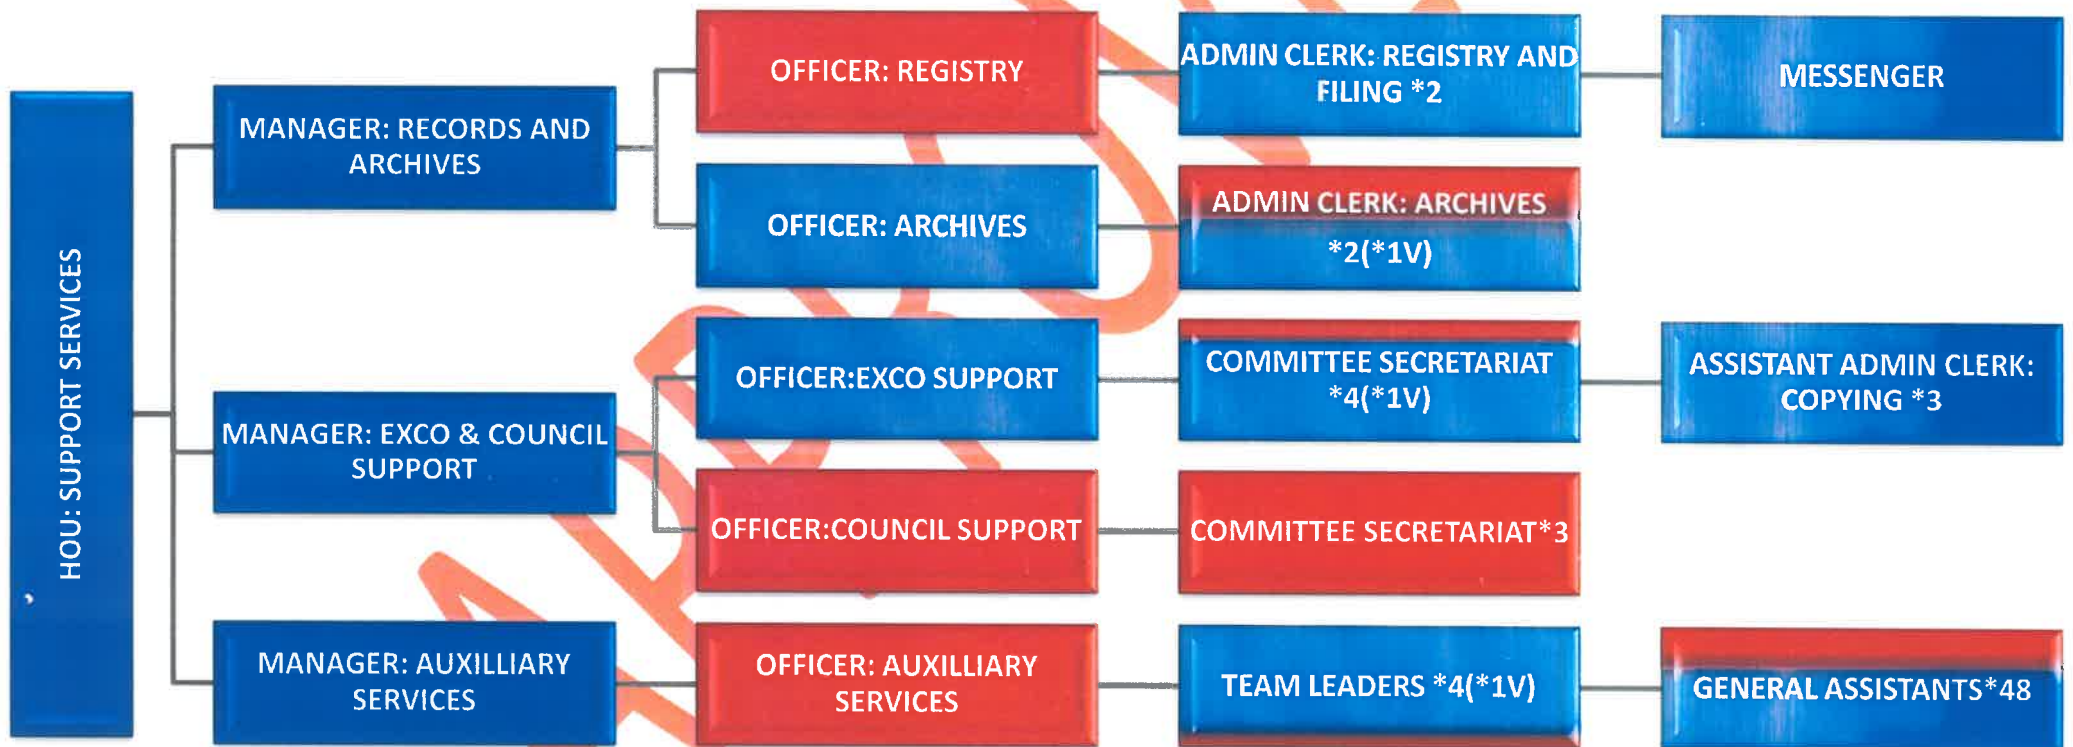 HOU: SUPPORT SERVICES
MANAGER: RECORDS AND
ARCHIVES
OFFICER: REGISTRY
ADMIN CLERK: REGISTRY AND
FILING *2
MESSENGER
OFFICER: ARCHIVES
ADMIN CLERK: ARCHIVES
*2(*1V)
MANAGER: EXCO & COUNCIL
SUPPORT
OFFICER:EXCO SUPPORT
COMMITTEE SECRETARIAT
*4(*1V)
ASSISTANT ADMIN CLERK:
COPYING *3
OFFICER:COUNCIL SUPPORT
COMMITTEE SECRETARIAT*3
MANAGER: AUXILLIARY
SERVICES
OFFICER: AUXILLIARY
SERVICES
TEAM LEADERS *4(*1V)
GENERAL ASSISTANTS*48